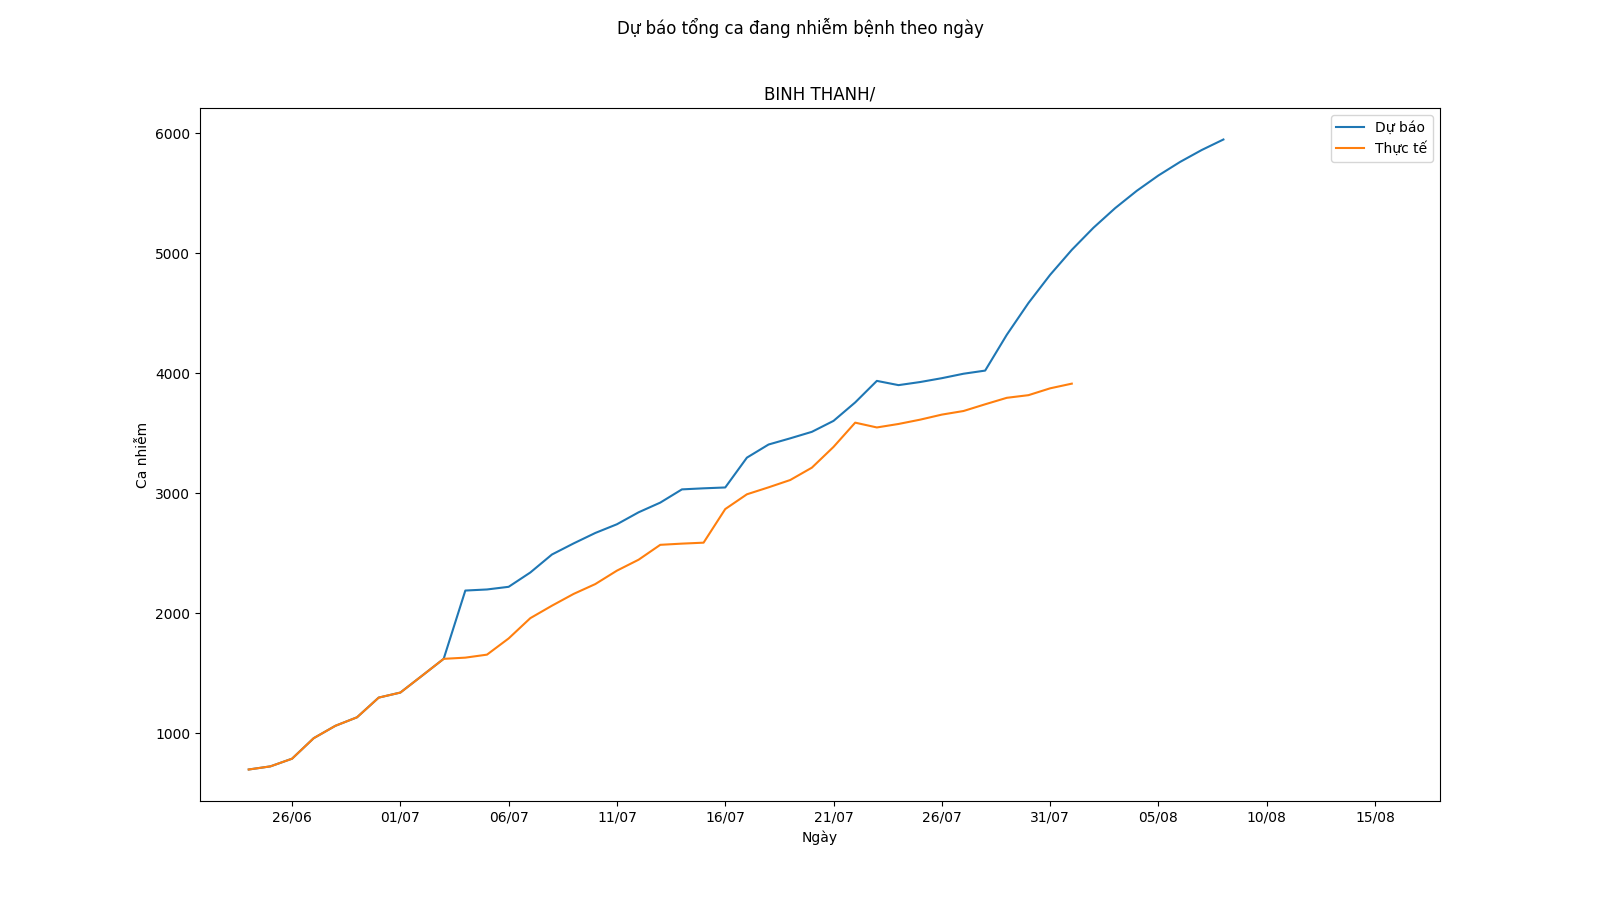 Dự báo tổng ca đang nhiễm bệnh theo ngày
BINH THANH/
Dự báo
Thực tế
6000
5000
4000
3000
2000
1000
Ca nhiễm
26/06 01/07 06/07 11/07 16/07 21/07 26/07 31/07 05/08 10/08 15/08
Ngày